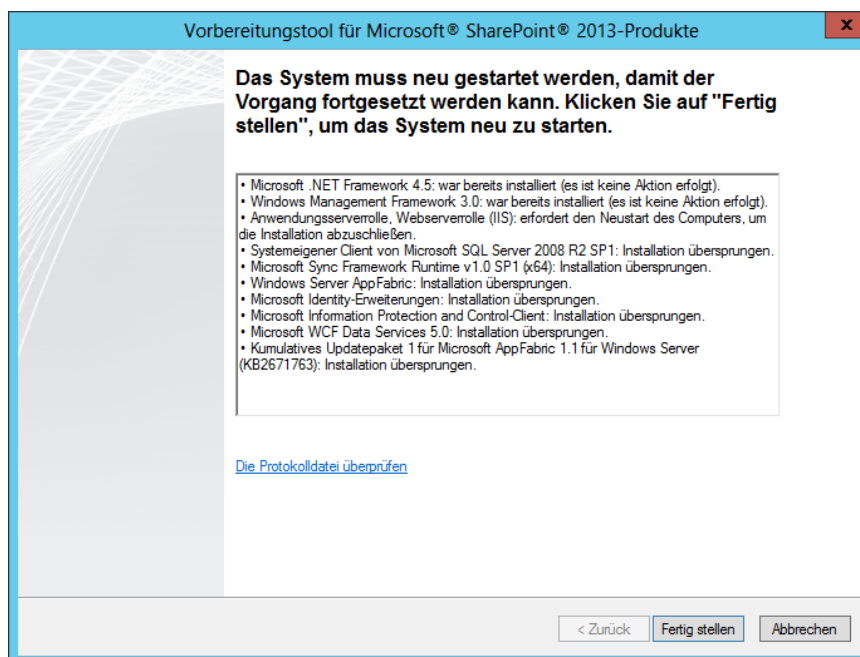 Vorbereitungstool für Microsoft® SharePoint® 2013-Produkte
x
Das System muss neu gestartet werden, damit der
Vorgang fortgesetzt werden kann. Klicken Sie auf "Fertig
stellen", um das System neu zu starten.
• Microsoft .NET Framework 4.5: war bereits installiert (es ist keine Aktion erfolgt).
• Windows Management Framework 3.0: war bereits installiert (es ist keine Aktion erfolgt).
• Anwendungsserverrolle, Webserverrolle (IIS): erfordert den Neustart des Computers, um
die Installation abzuschließen.
• Systemeigener Client von Microsoft SQL Server 2008 R2 SP1: Installation übersprungen.
• Microsoft Sync Framework Runtime v1.0 SP1 (x64): Installation übersprungen.
• Windows Server AppFabric: Installation übersprungen.
• Microsoft Identity-Erweiterungen: Installation übersprungen.
• Microsoft Information Protection and Control-Client: Installation übersprungen.
• Microsoft WCF Data Services 5.0: Installation übersprungen.
• Kumulatives Updatepaket 1 für Microsoft AppFabric 1.1 für Windows Server
(KB2671763): Installation übersprungen.
Die Protokolldatei überprüfen
< Zurück
Fertig stellen
Abbrechen